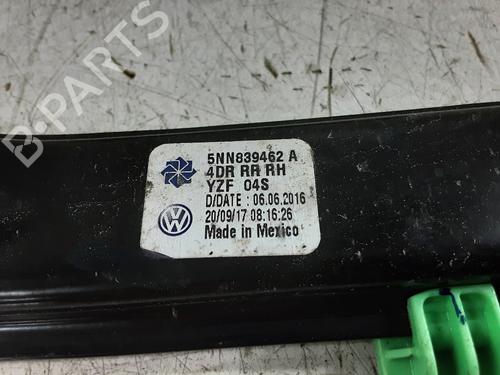 B-PARTS
5NN839462 A
4DR RR RH
YZF 04S
D/DATE : 06.06.2016
20/09/17 08:16:26
Made in Mexico